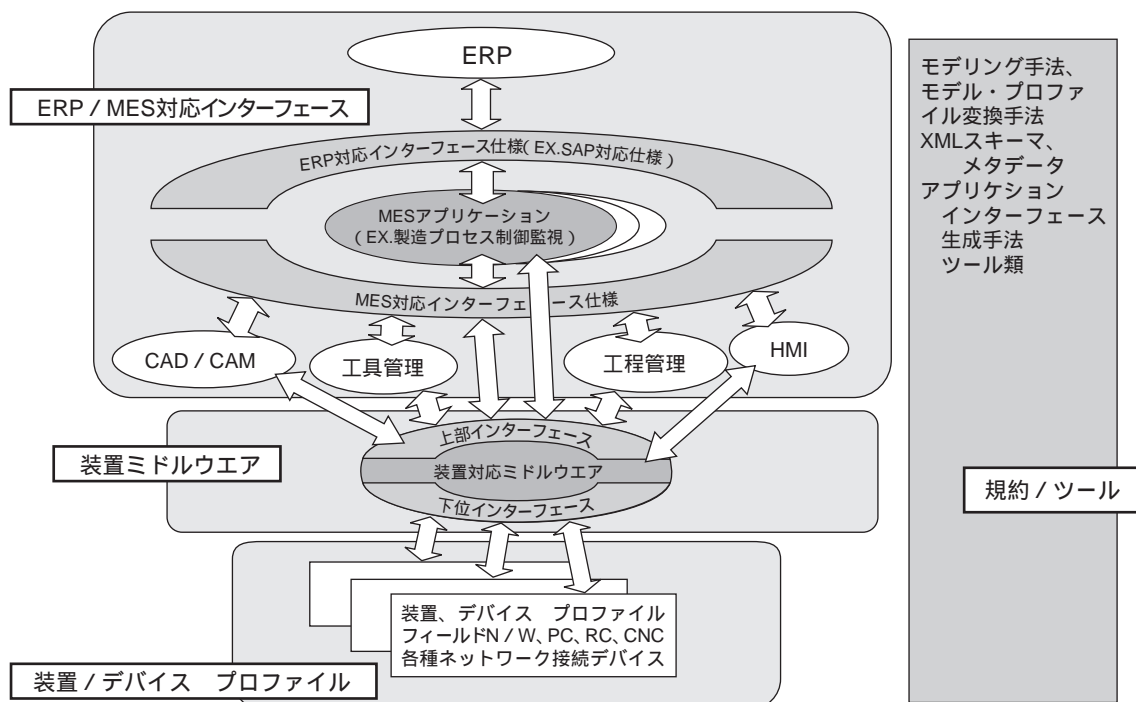 ERP
ERP / MES対応インターフェース
ERP対応インターフェース仕様(EX.SAP対応仕様)
MESアプリケーション
(EX.製造プロセス制御監視)
MES対応インターフェース仕様
CAD / CAM
工具管理
工程管理
HMI
上部インターフェース
装置ミドルウエア
装置対応ミドルウエア
下位インターフェース
装置、デバイス プロファイル
フィールドN / W、PC、RC、CNC
各種ネットワーク接続デバイス
装置 / デバイス プロファイル
モデリング手法、
モデル・プロファ
イル変換手法
XMLスキーマ、
メタデータ
アプリケション
インターフェース
生成手法
ツール類
規約 / ツール